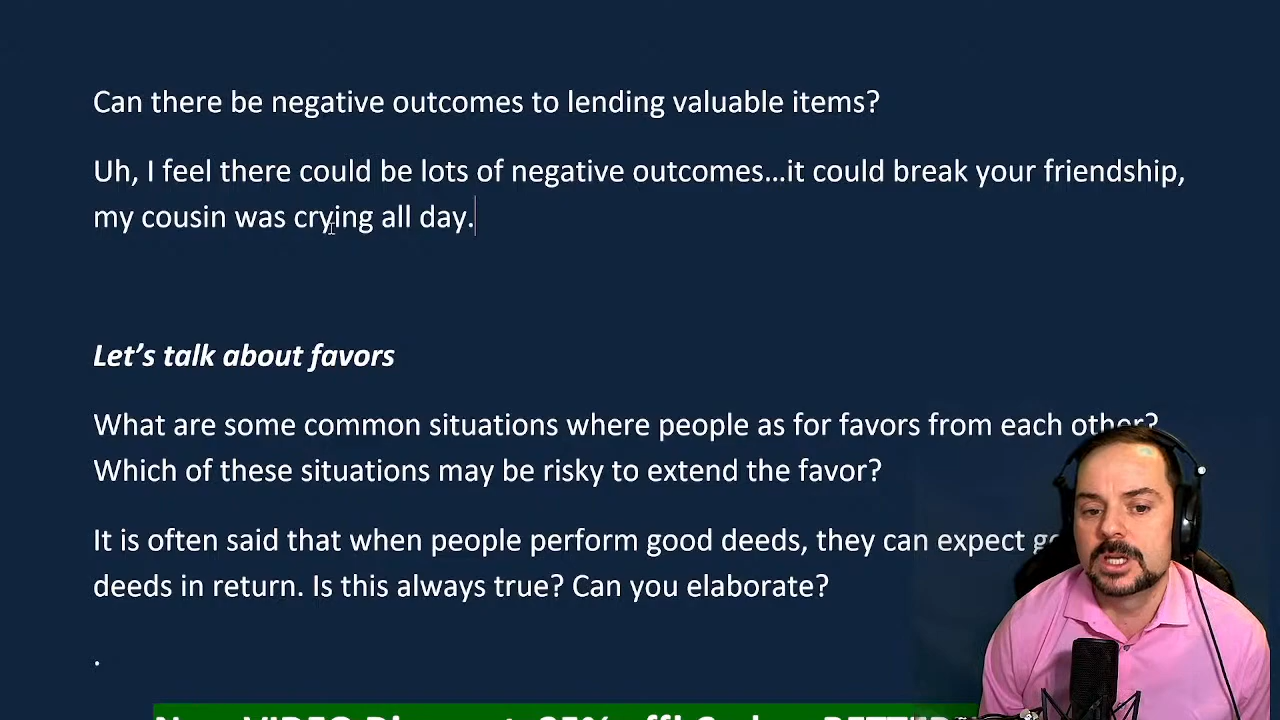 Can there be negative outcomes to lending valuable items?
Uh, I feel there could be lots of negative outcomes…it could break your friendship,
my cousin was crying all day.
Let’s talk about favors
What are some common situations where people as for favors from each other?
Which of these situations may be risky to extend the favor?
It is often said that when people perform good deeds, they can expect
deeds in return. Is this always true? Can you elaborate?
.